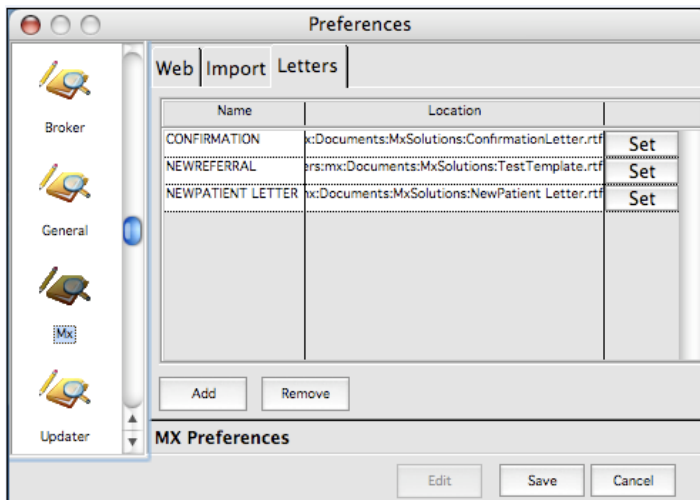 Preferences
Broker
General
Mx
Updater
Web Import Letters
Name Location
CONFIRMATION x:Documents:MxSolutions:ConfirmationLetter.rtf Set
NEWREFERRAL ers:mx:Documents:MxSolutions:TestTemplate.rtf Set
NEWPATIENT LETTER mx:Documents:MxSolutions:NewPatient Letter.rtf Set
Add Remove
MX Preferences
Edit Save Cancel